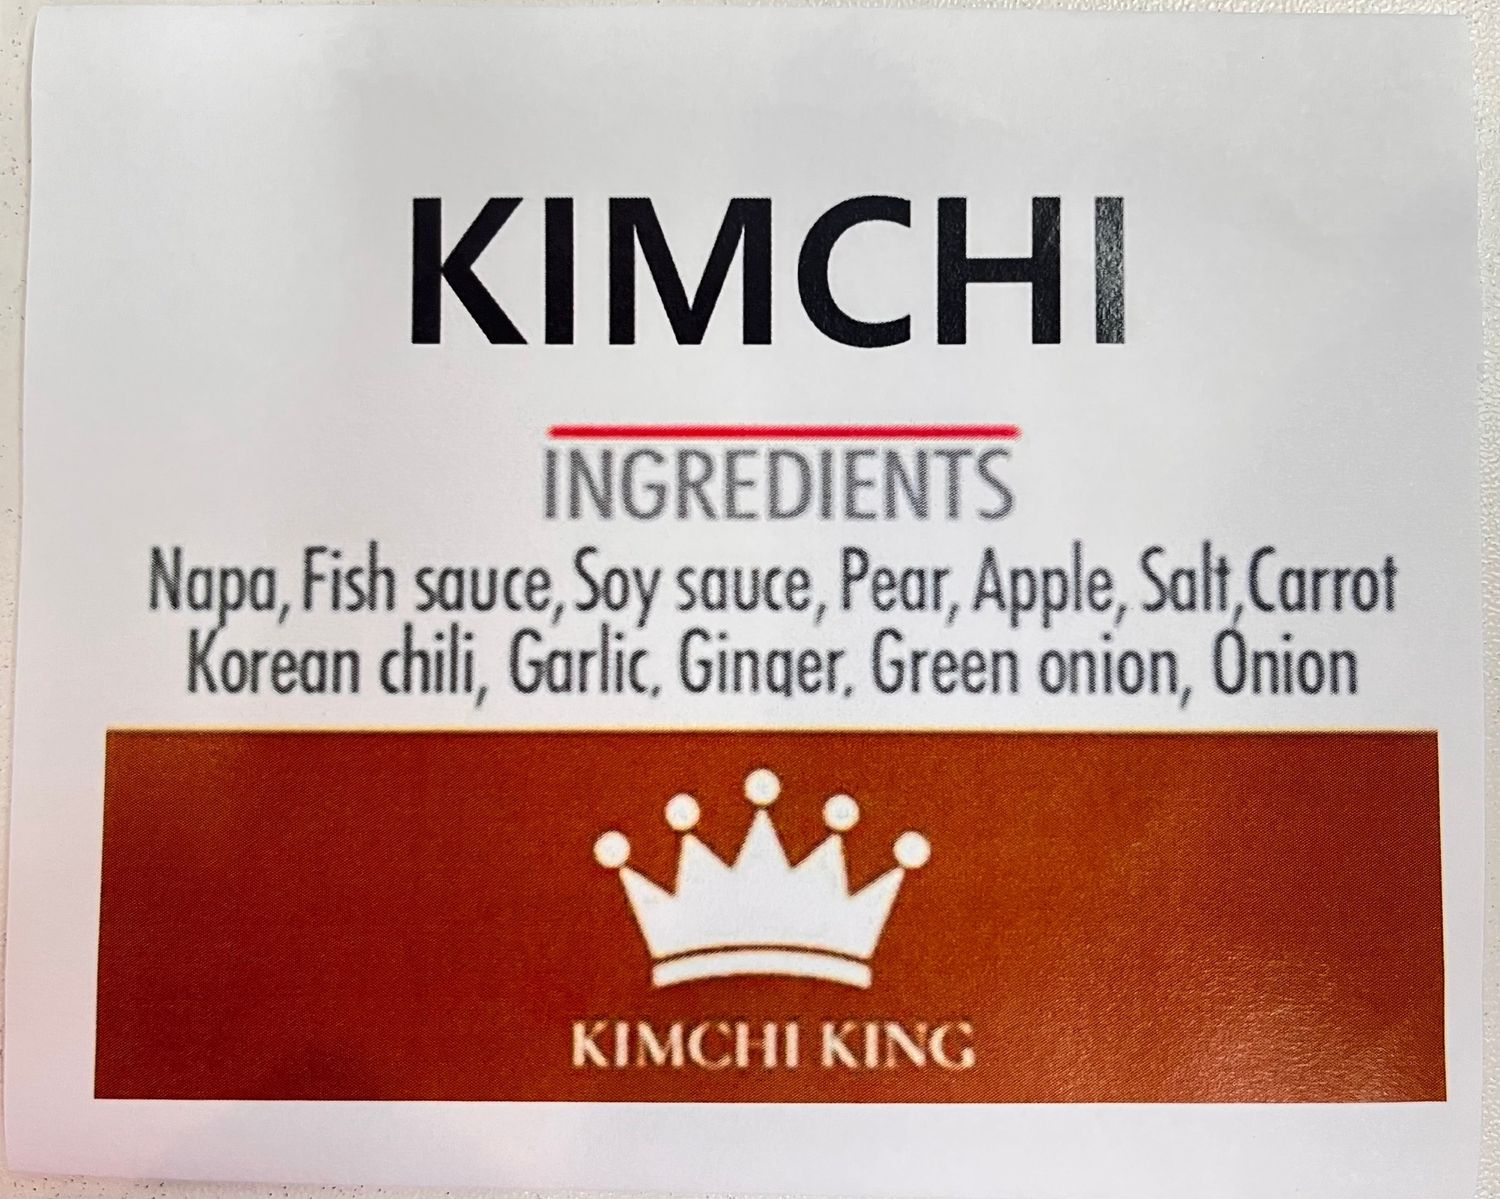 KIMCHI
INGREDIENTS
Napa, Fish sauce, Soy sauce, Pear, Apple, Salt, Carrot
Korean chili, Garlic, Ginger, Green onion, Onion
KIMCHI KING